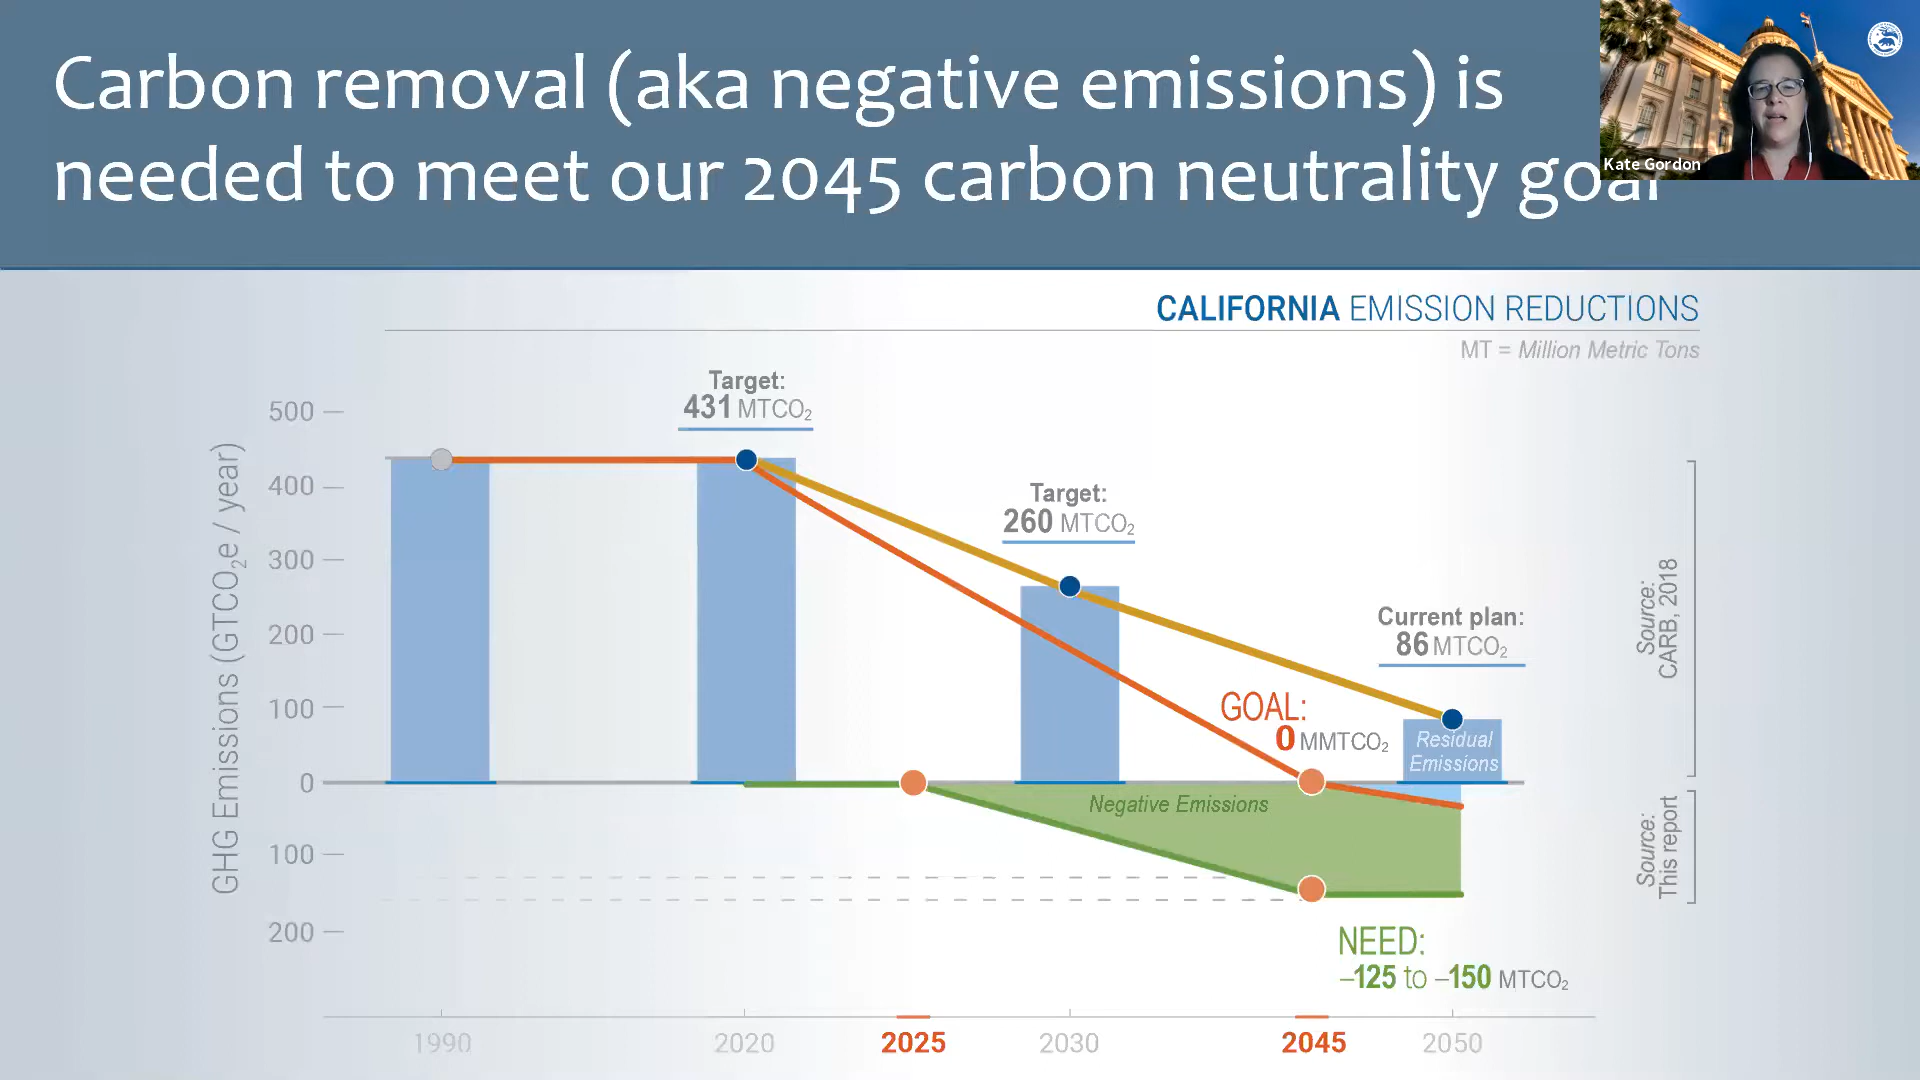 Carbon removal (aka negative emissions) is
needed to meet our 2045 carbon neutrality goal
Kate Gordon
CALIFORNIA EMISSION REDUCTIONS
MT = Million Metric Tons
GHG Emissions (GTCO₂e / year)
500
400
300
200
100
0
100
200
Target:
431 MTCO₂
Target:
260 MTCO₂
Current plan:
86 MTCO₂
GOAL:
0 MMTCO₂
Residual
Emissions
Negative Emissions
NEED:
–125 to –150 MTCO₂
Source:
CARB, 2018
Source:
This report
1990
2020
2025
2030
2045
2050